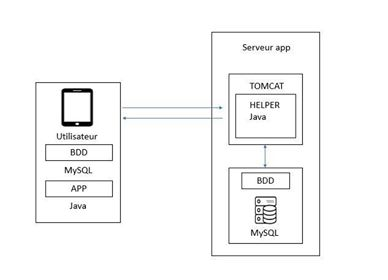 Serveur app
TOMCAT
HELPER
Java
Utilisateur
BDD
MySQL
APP
Java
BDD
MySQL